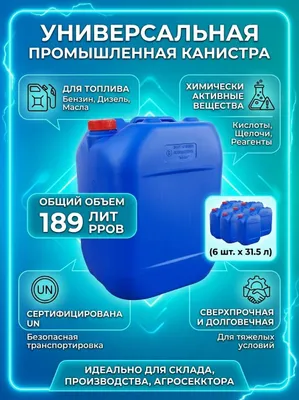 УНИВЕРСАЛЬНАЯ
ПРОМЫШЛЕННАЯ КАНИСТРА
ДЛЯ ТОПЛИВА
Бензин, Дизель,
Масла
ХИМИЧЕСКИ
АКТИВНЫЕ
ВЕЩЕСТВА
Кислоты,
Щелочи,
Реагенты
ОБЩИЙ ОБЪЕМ
189 ЛИТ
РРОВ
(6 шт. х 31.5 л)
UN
СЕРТИФИЦИРОВАНА
UN
Безопасная
транспортировка
СВЕРХПРОЧНАЯ
И ДОЛГОВЕЧНАЯ
Для тяжелых
условий
ИДЕАЛЬНО ДЛЯ СКЛАДА,
ПРОИЗВОДСТВА, АГРОСЕККТОРА